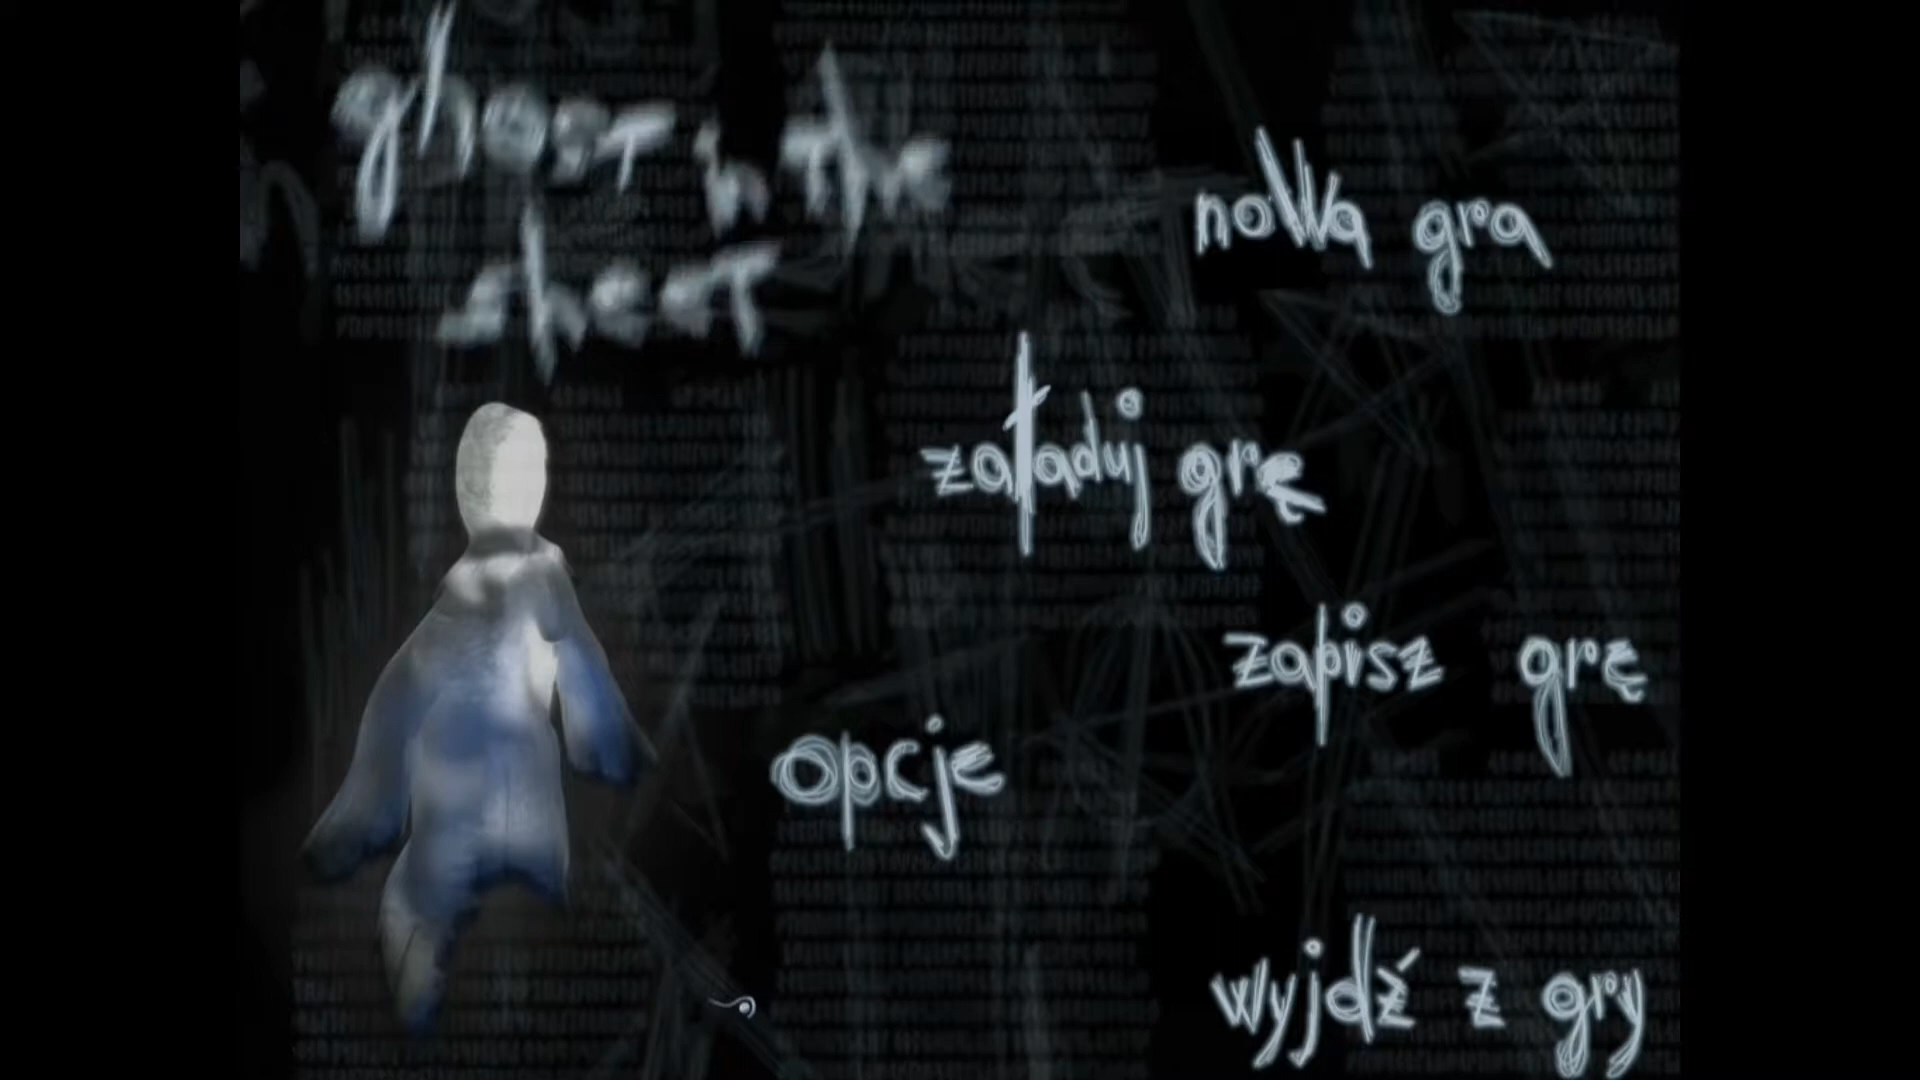 ghost in the
sheet
nowa gra
załaduj grę
zapisz grę
opcje
wyjdź z gry